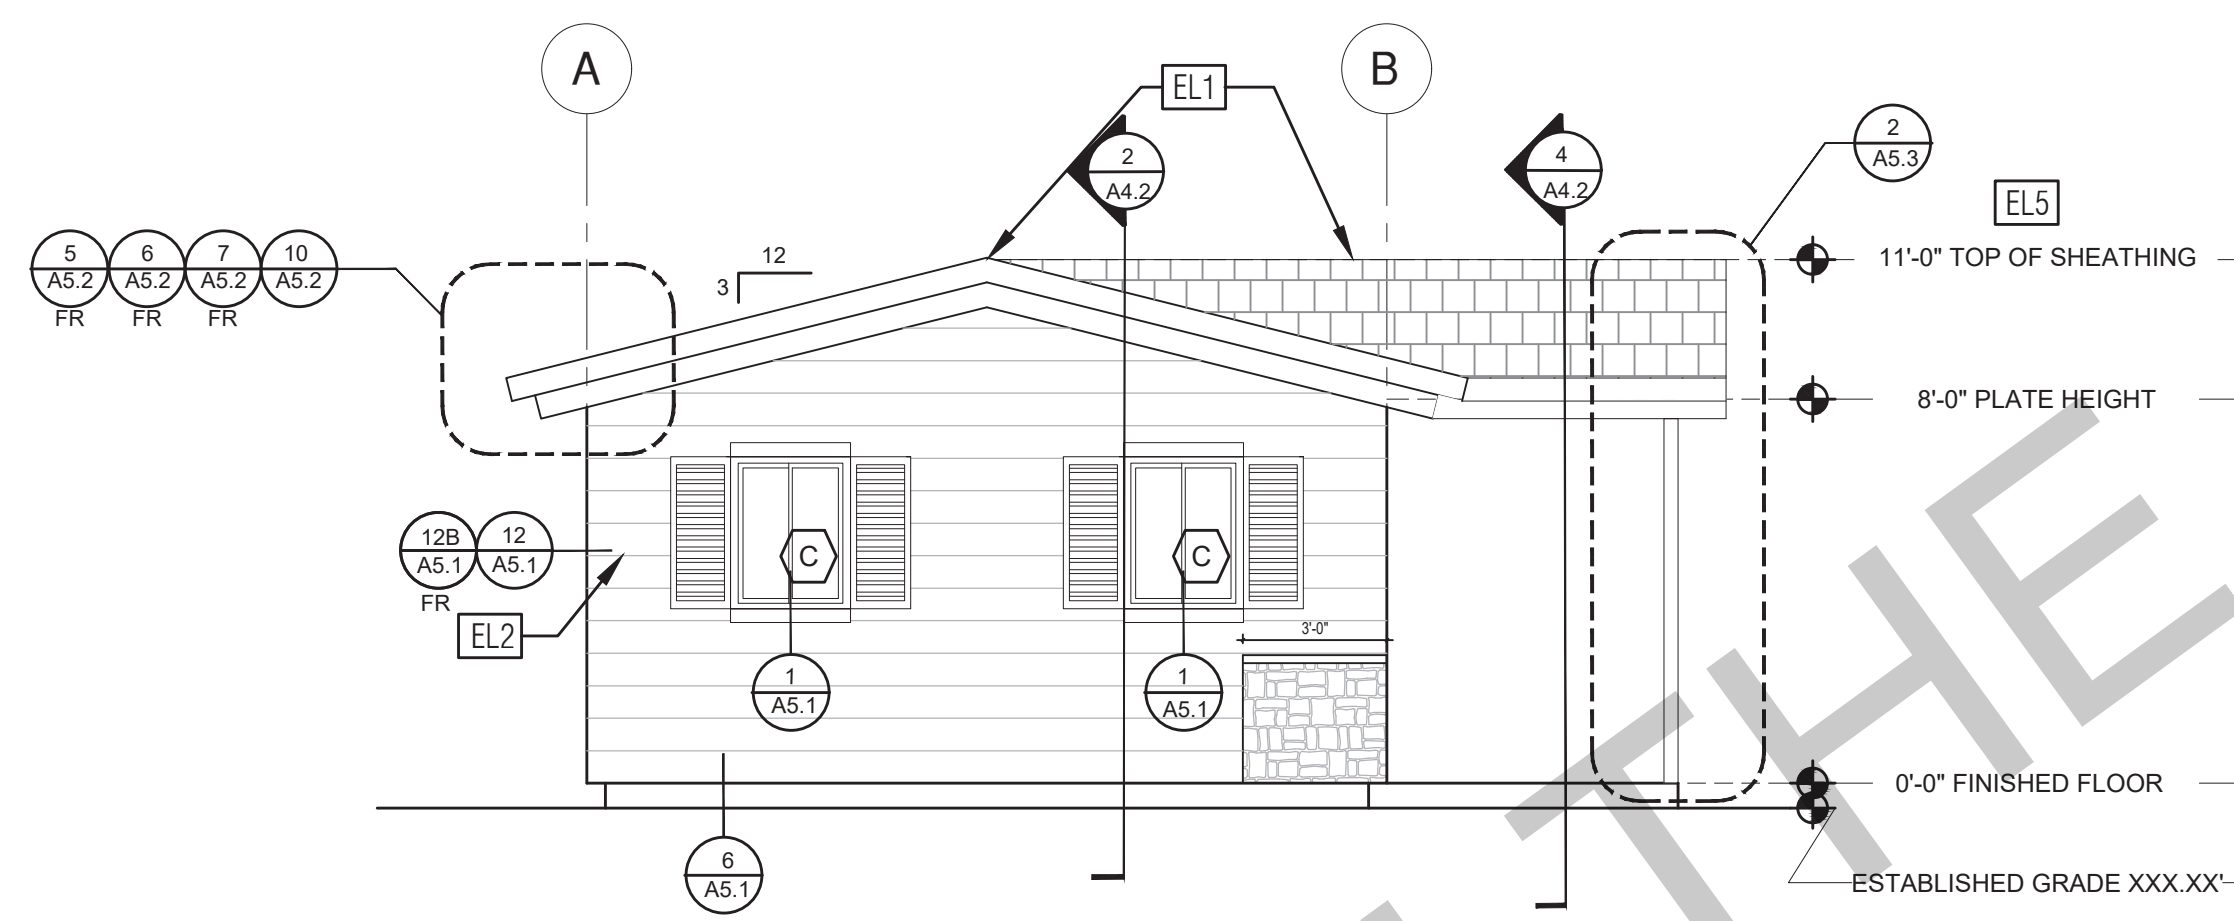 A
B
EL1
2
A5.3
2
A4.2
4
A4.2
EL5
5
A5.2
FR
6
A5.2
FR
7
A5.2
FR
10
A5.2
12
3
11'-0" TOP OF SHEATHING
8'-0" PLATE HEIGHT
12B
A5.1
FR
12
A5.1
C
C
EL2
3'-0"
1
A5.1
1
A5.1
0'-0" FINISHED FLOOR
6
A5.1
ESTABLISHED GRADE XXX.XX'
THE